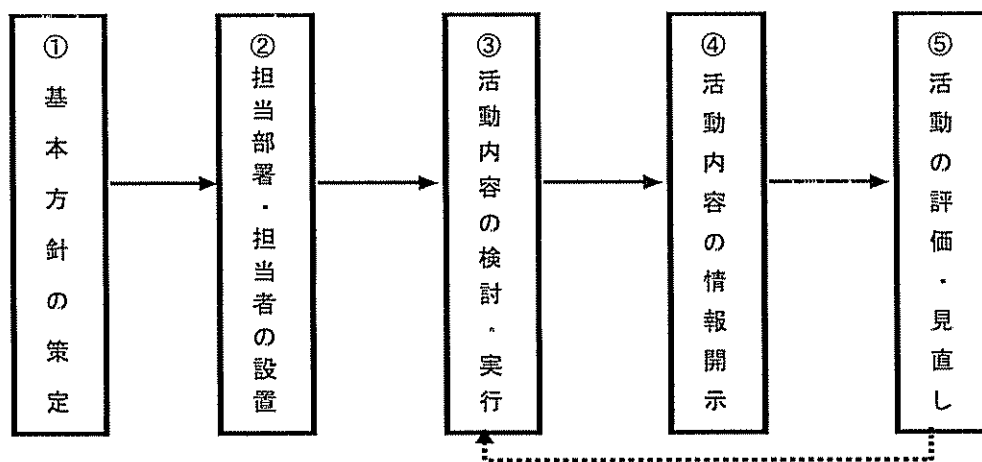 ①基本方針の策定
②担当部署・担当者の設置
③活動内容の検討・実行
④活動内容の情報開示
⑤活動の評価・見直し